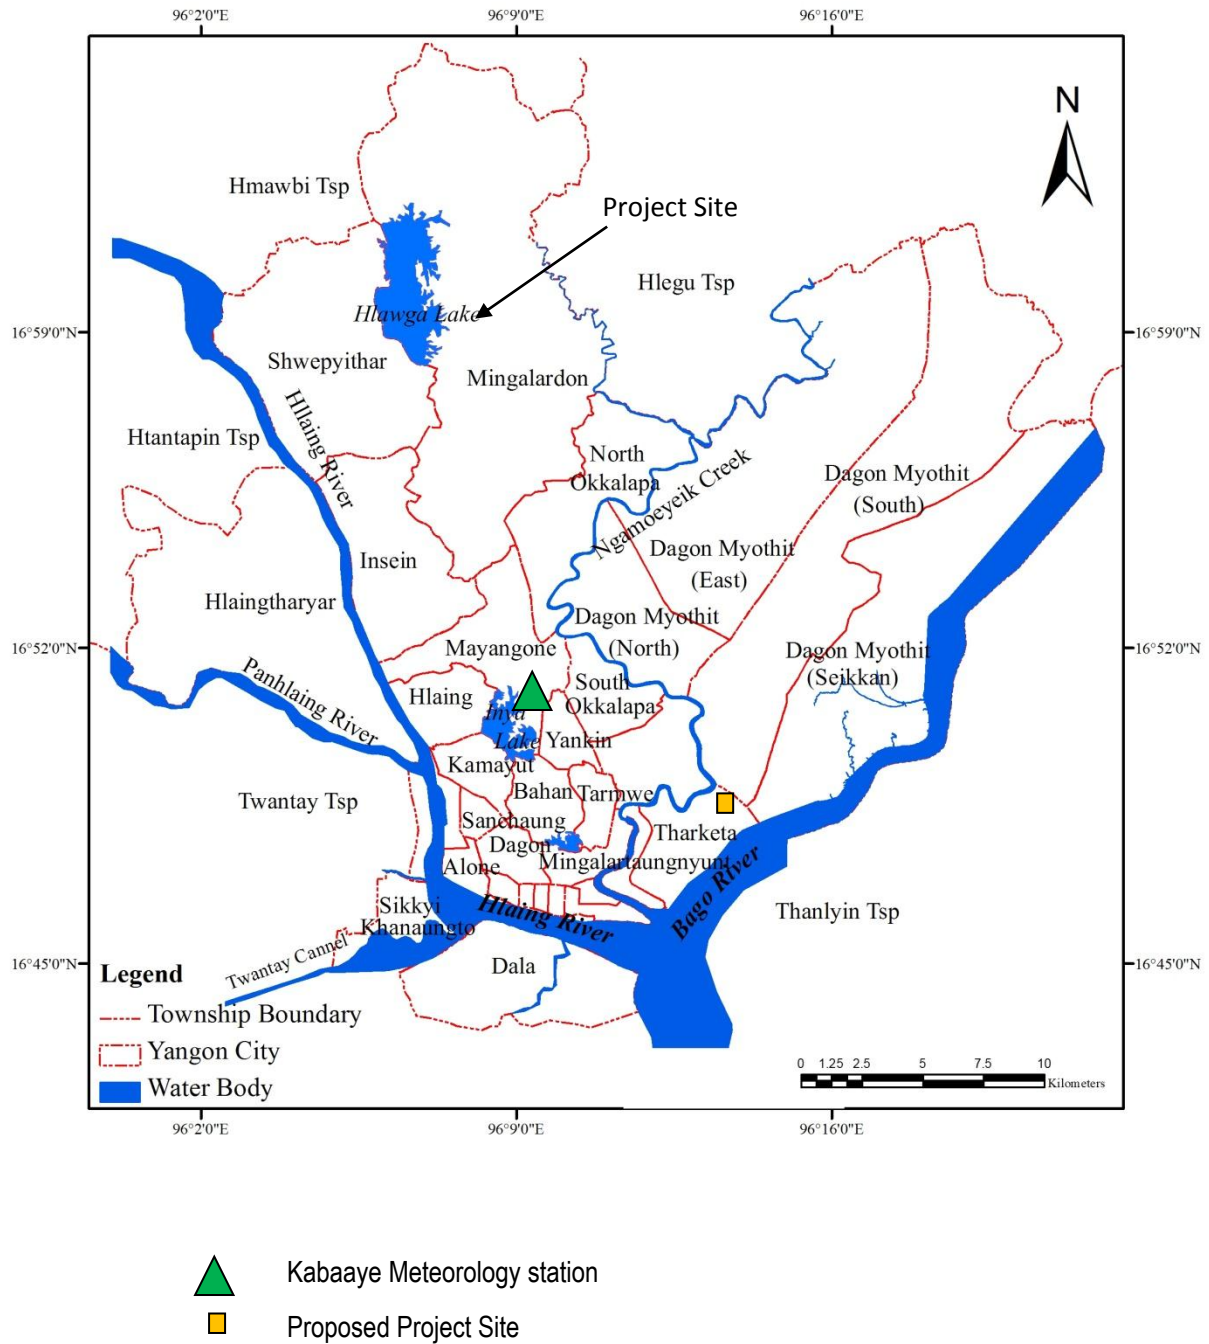 96°2'0"E
96°9'0"E
96°16'0"E
N
Hmawbi Tsp
Project Site
Hlegu Tsp
Hlawga Lake
16°59'0"N
16°59'0"N
Shwepyithar
Mingalardon
Hllaing River
Htantapin Tsp
North
Okkalapa
Ngamoeyeik Creek
Dagon Myothit
(South)
Dagon Myothit
(East)
Insein
Hlaingtharyar
Dagon Myothit
(North)
16°52'0"N
16°52'0"N
Mayangone
Dagon Myothit
(Seikkan)
Panhlaing River
Hlaing
South
Okkalapa
Inya
Lake
Yankin
Kamayut
Twantay Tsp
Bahan
Tarmwe
Sanchaung
Tharketa
Dagon
Mingalartaungnyunt
Alone
Bago River
Sikkyi
Khanaungto
Hlaing River
Thanlyin Tsp
Twantay Cannel
Dala
16°45'0"N
16°45'0"N
Legend
Township Boundary
Yangon City
Water Body
0 1.25 2.5 5 7.5 10
Kilometers
96°2'0"E
96°9'0"E
96°16'0"E
Kabaaye Meteorology station
Proposed Project Site